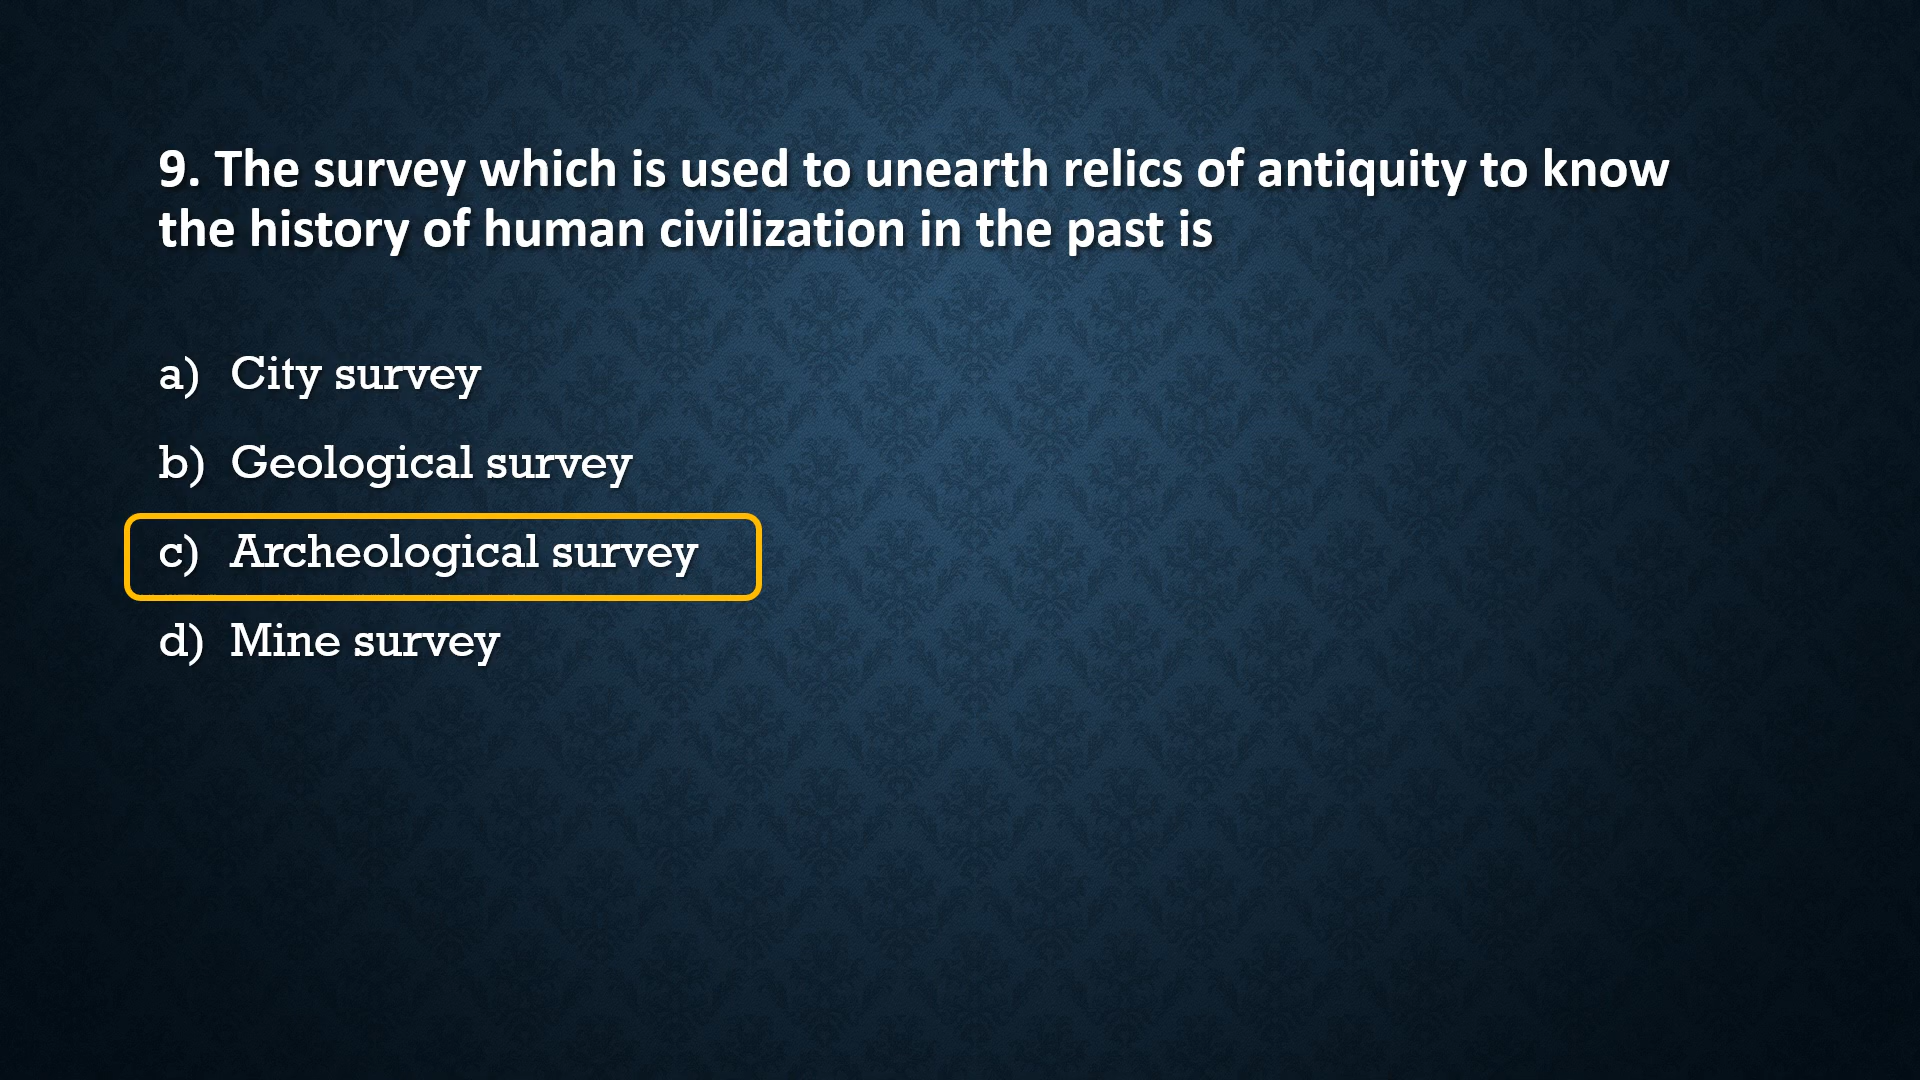 9. The survey which is used to unearth relics of antiquity to know
the history of human civilization in the past is
a) City survey
b) Geological survey
c) Archeological survey
d) Mine survey